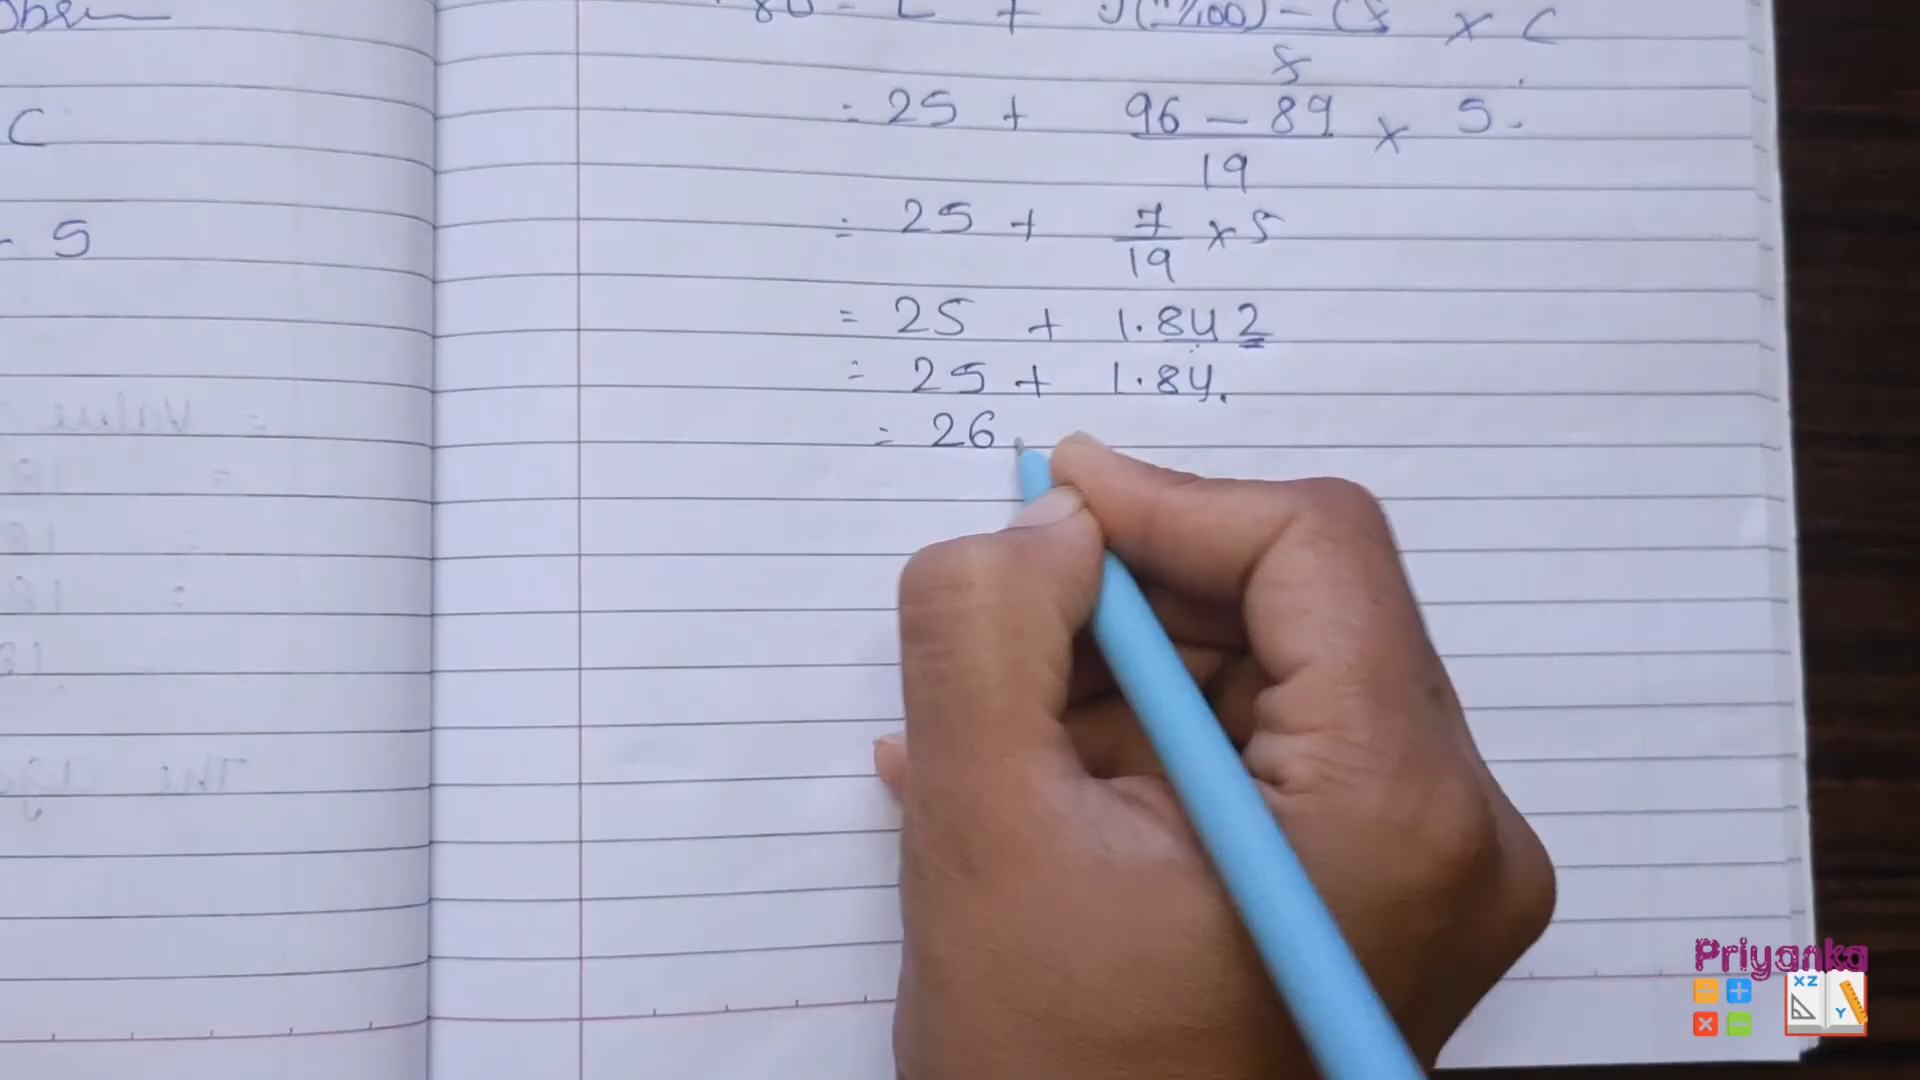 C
- 5
= 25 + 96 - 89 / 19 × 5.
= 25 + 7/19 × 5
= 25 + 1.842
= 25 + 1.84.
= 26.
Priyanka